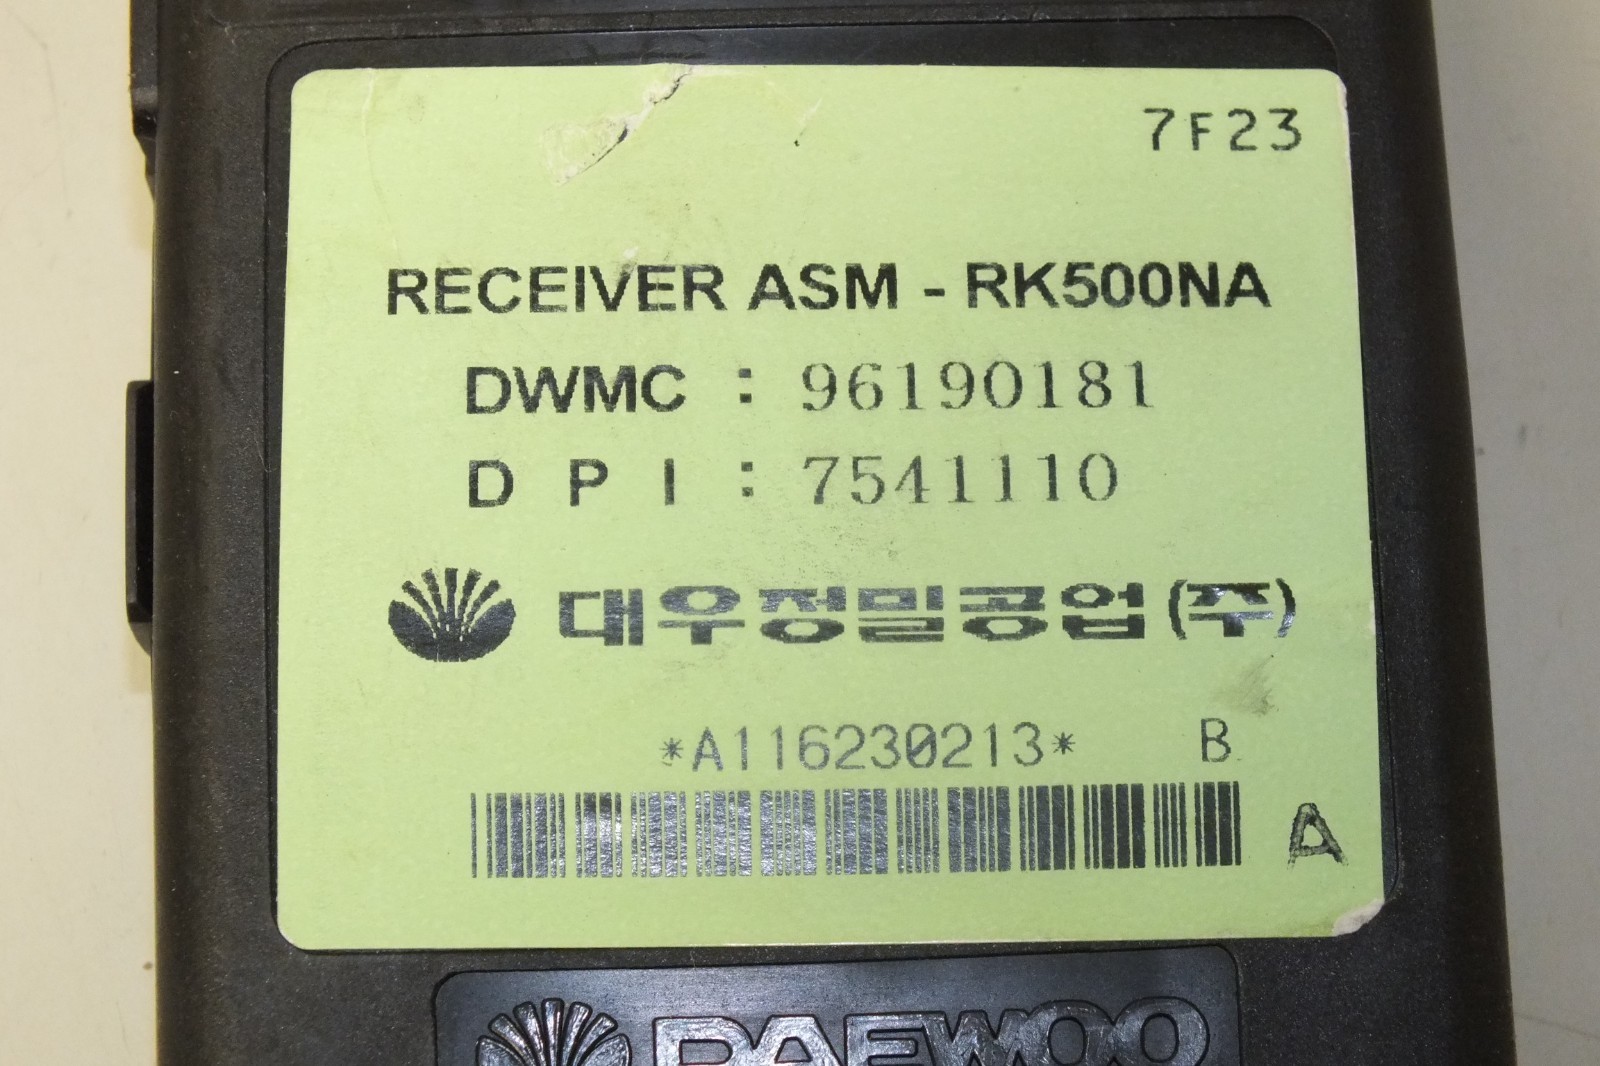 7F23
RECEIVER ASM - RK500NA
DWMC : 96190181
D P I : 7541110
대우정밀공업(주)
*A116230213* B
A
DAEWOO